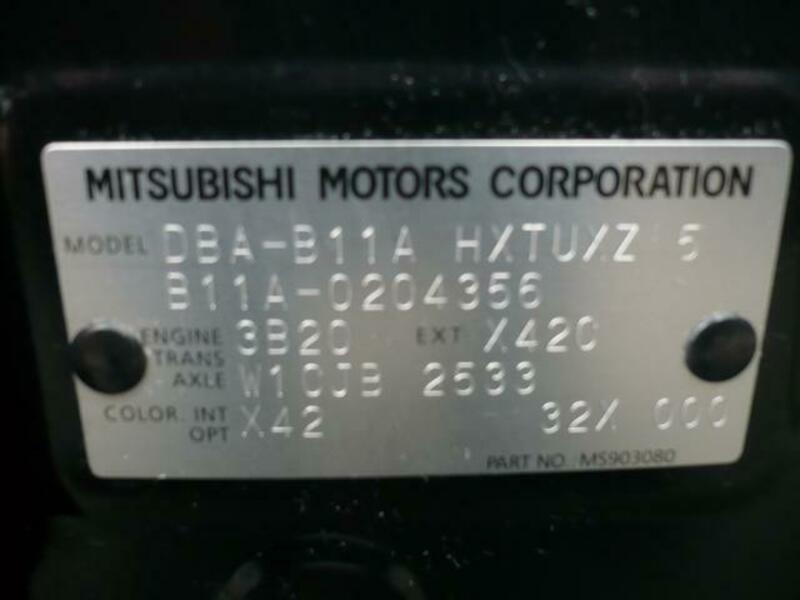 MITSUBISHI MOTORS CORPORATION
MODEL DBA-B11A HXTUXZ 5
B11A-0204356
ENGINE 3B20 EXT X42C
TRANS
AXLE W1CJB 2533
COLOR. INT X42 32X 000
OPT
PART NO. MS903080